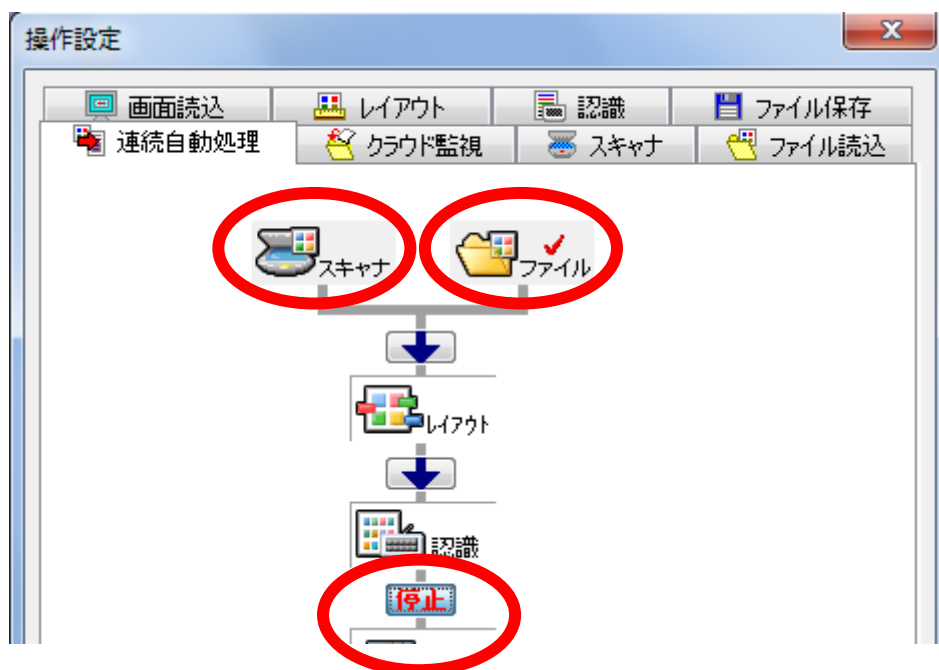 操作設定
画面読込 レイアウト 認識 ファイル保存
連続自動処理 クラウド監視 スキャナ ファイル読込
スキャナ ファイル
レイアウト
認識
停止